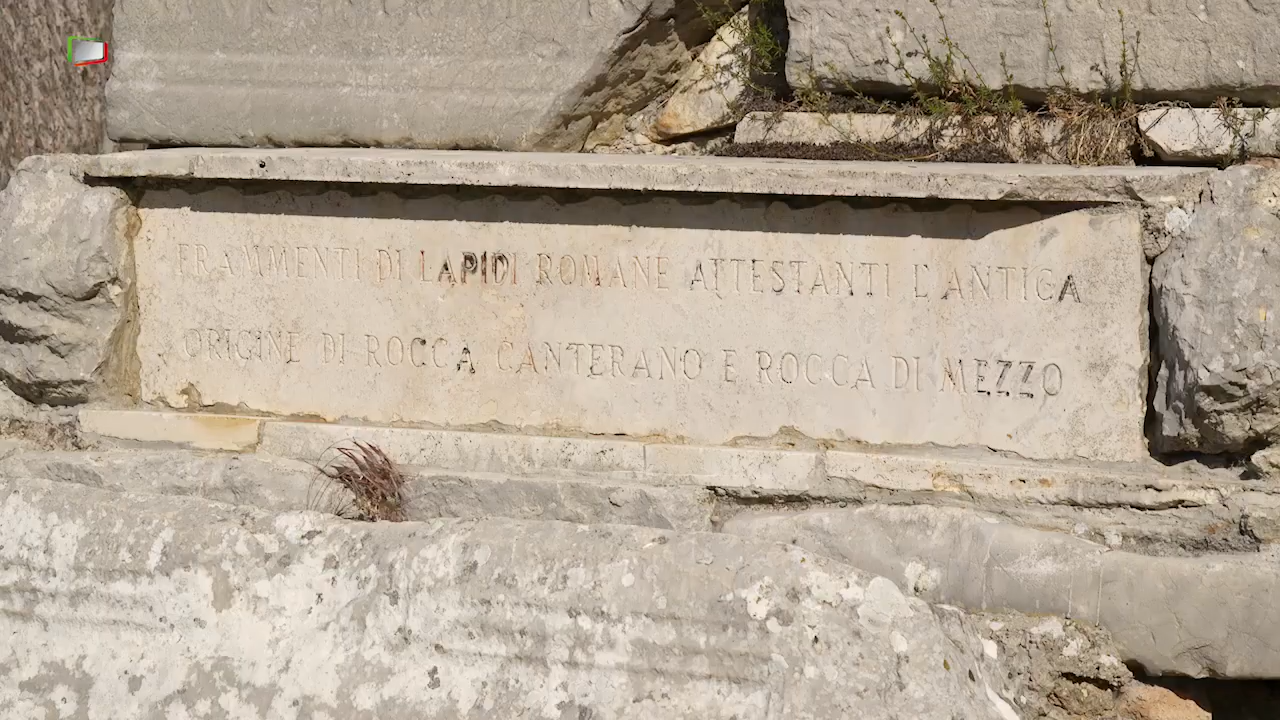 FRAMMENTI DI LAPIDI ROMANE ATTESTANTI L'ANTICA
ORIGINE DI ROCCA CANTERANO E ROCCA DI MEZZO